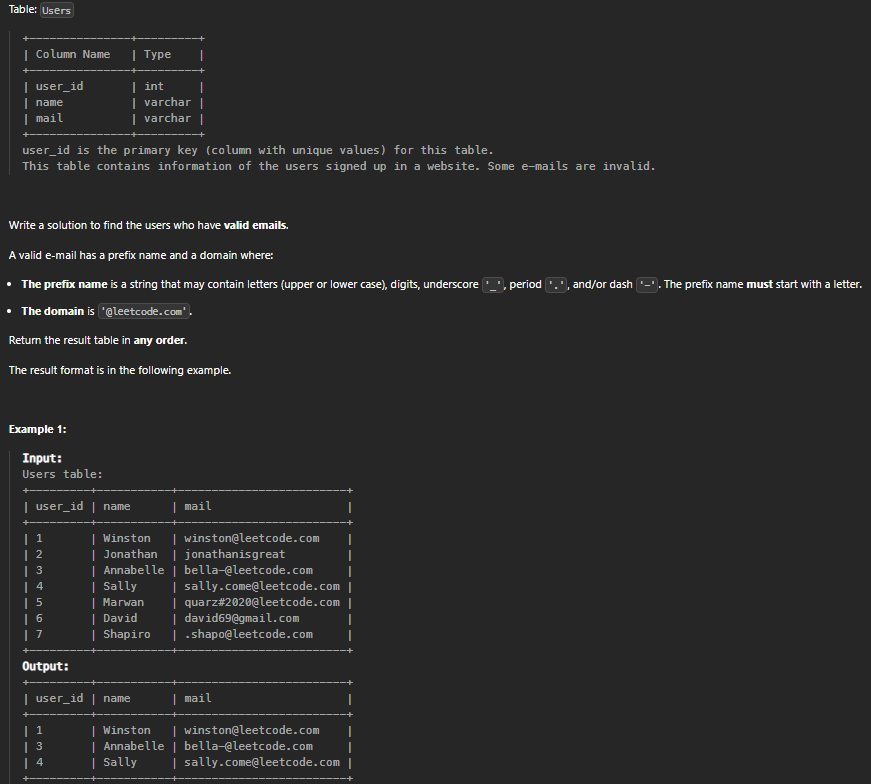 Table: Users
+---------------+---------+
| Column Name   | Type    |
+---------------+---------+
| user_id       | int     |
| name          | varchar |
| mail          | varchar |
+---------------+---------+
user_id is the primary key (column with unique values) for this table.
This table contains information of the users signed up in a website. Some e-mails are invalid.
Write a solution to find the users who have valid emails.
A valid e-mail has a prefix name and a domain where:
• The prefix name is a string that may contain letters (upper or lower case), digits, underscore '_', period '.', and/or dash '-'. The prefix name must start with a letter.
• The domain is '@leetcode.com'.
Return the result table in any order.
The result format is in the following example.
Example 1:
Input:
Users table:
+---------+-----------+-------------------------+
| user_id | name      | mail                    |
+---------+-----------+-------------------------+
| 1       | Winston   | winston@leetcode.com    |
| 2       | Jonathan  | jonathanisgreat         |
| 3       | Annabelle | bella-@leetcode.com     |
| 4       | Sally     | sally.come@leetcode.com |
| 5       | Marwan    | quarz#2020@leetcode.com |
| 6       | David     | david69@gmail.com       |
| 7       | Shapiro   | .shapo@leetcode.com     |
+---------+-----------+-------------------------+
Output:
+---------+-----------+-------------------------+
| user_id | name      | mail                    |
+---------+-----------+-------------------------+
| 1       | Winston   | winston@leetcode.com    |
| 3       | Annabelle | bella-@leetcode.com     |
| 4       | Sally     | sally.come@leetcode.com |
+---------+-----------+-------------------------+